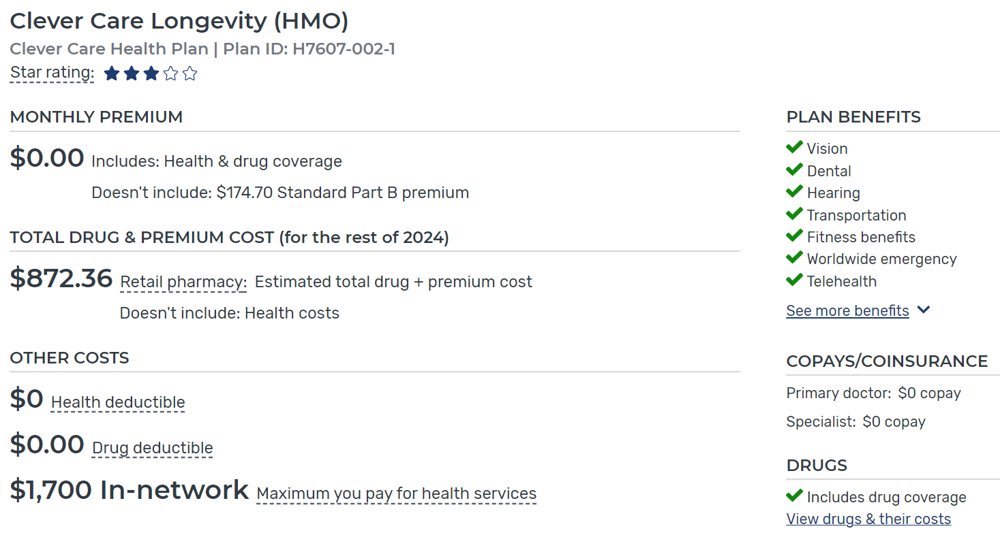 Clever Care Longevity (HMO)
Clever Care Health Plan | Plan ID: H7607-002-1
Star rating:
MONTHLY PREMIUM
$0.00 Includes: Health & drug coverage
Doesn't include: $174.70 Standard Part B premium
TOTAL DRUG & PREMIUM COST (for the rest of 2024)
$872.36 Retail pharmacy: Estimated total drug + premium cost
Doesn't include: Health costs
OTHER COSTS
$0 Health deductible
$0.00 Drug deductible
$1,700 In-network Maximum you pay for health services
PLAN BENEFITS
Vision
Dental
Hearing
Transportation
Fitness benefits
Worldwide emergency
Telehealth
See more benefits
COPAYS/COINSURANCE
Primary doctor: $0 copay
Specialist: $0 copay
DRUGS
Includes drug coverage
View drugs & their costs